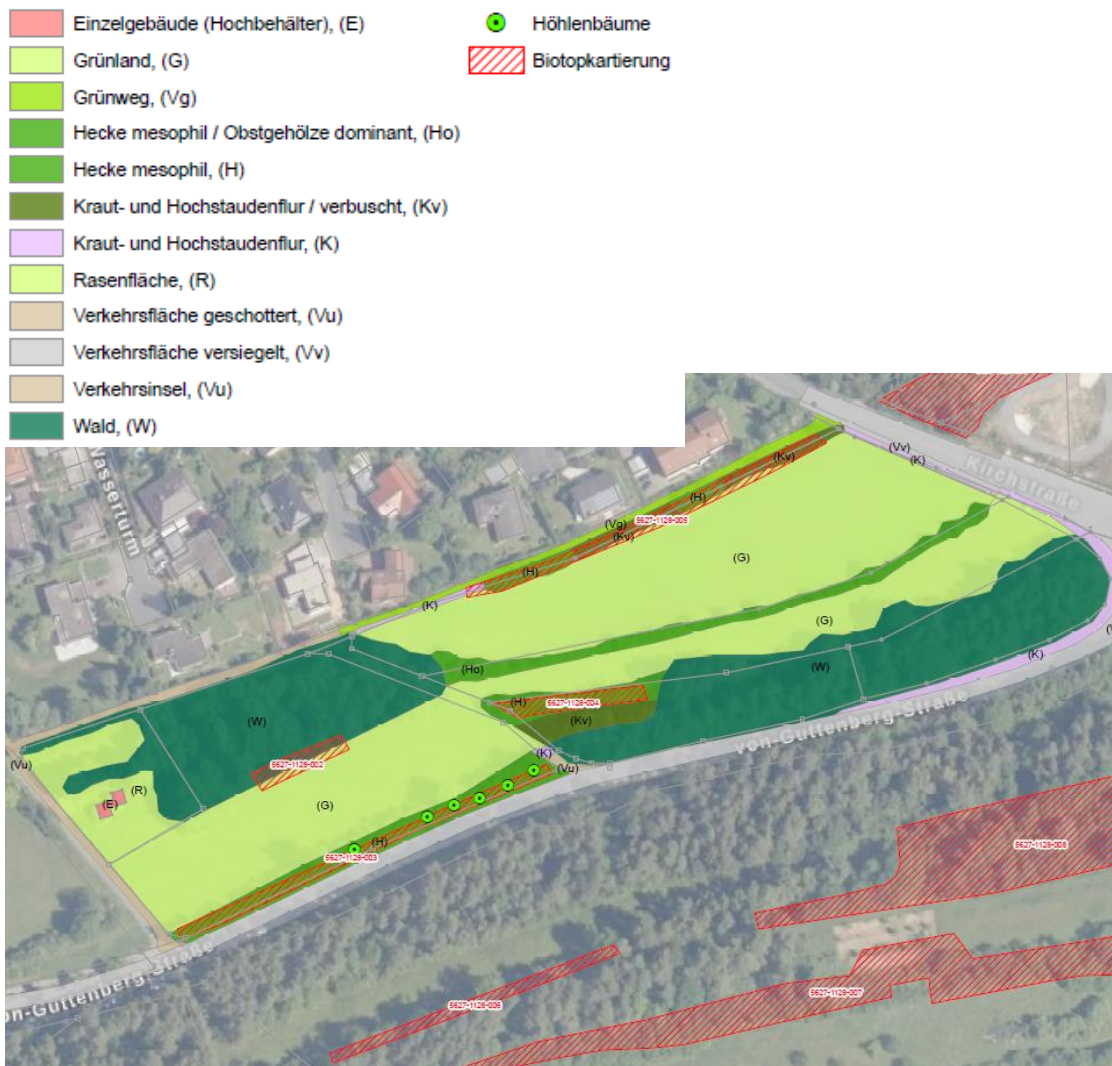 Einzelgebäude (Hochbehälter), (E)
Grünland, (G)
Grünweg, (Vg)
Hecke mesophil / Obstgehölze dominant, (Ho)
Hecke mesophil, (H)
Kraut- und Hochstaudenflur / verbuscht, (Kv)
Kraut- und Hochstaudenflur, (K)
Rasenfläche, (R)
Verkehrsfläche geschottert, (Vu)
Verkehrsfläche versiegelt, (Vv)
Verkehrsinsel, (Vu)
Wald, (W)
Höhlenbäume
Biotopkartierung
(Vv)
(K)
Kirchstraße
Wasserturm
(Kv)
(H)
5627-1128-005
(Vg)
(Kv)
(G)
(H)
(K)
(G)
(Ho)
(W)
(K)
(H)
5627-1128-004
(Kv)
(W)
von-Guttenberg-Straße
(K)
(Vu)
5627-1128-002
(Vu)
(R)
(E)
(G)
(H)
5627-1128-003
5627-1128-008
on-Guttenberg-Straße
5627-1128-006
5627-1128-007